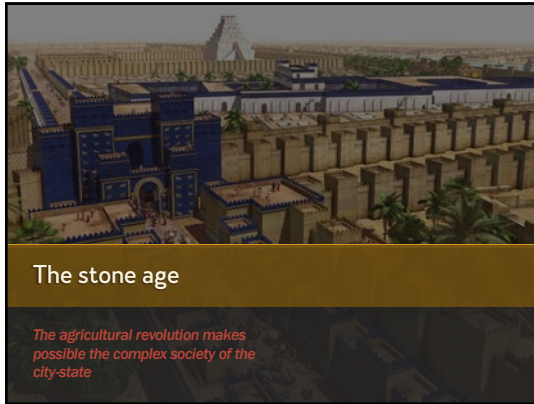 The stone age
The agricultural revolution makes
possible the complex society of the
city-state